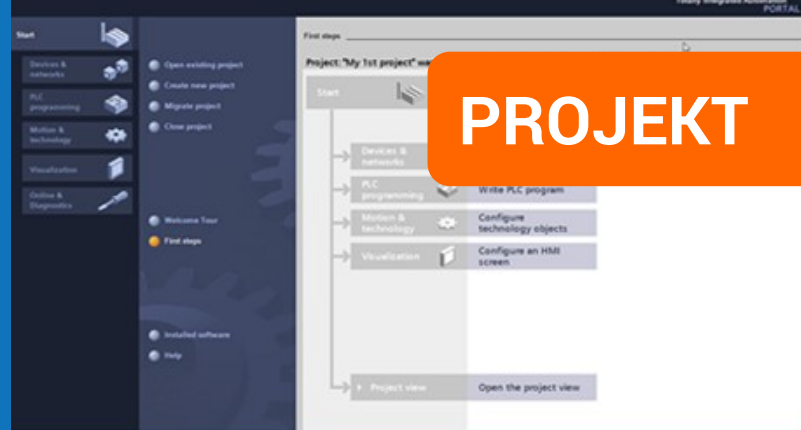 Totally Integrated Automation
PORTAL
Start
Devices &
networks
PLC
programming
Motion &
technology
Visualization
Online &
Diagnostics
Open existing project
Create new project
Migrate project
Close project
Welcome Tour
First steps
Installed software
Help
First steps
Project: "My 1st project" was
Start
Devices &
networks
PLC
programming
Write PLC program
Motion &
technology
Configure
technology objects
Visualization
Configure an HMI
screen
Project view
Open the project view
PROJEKT